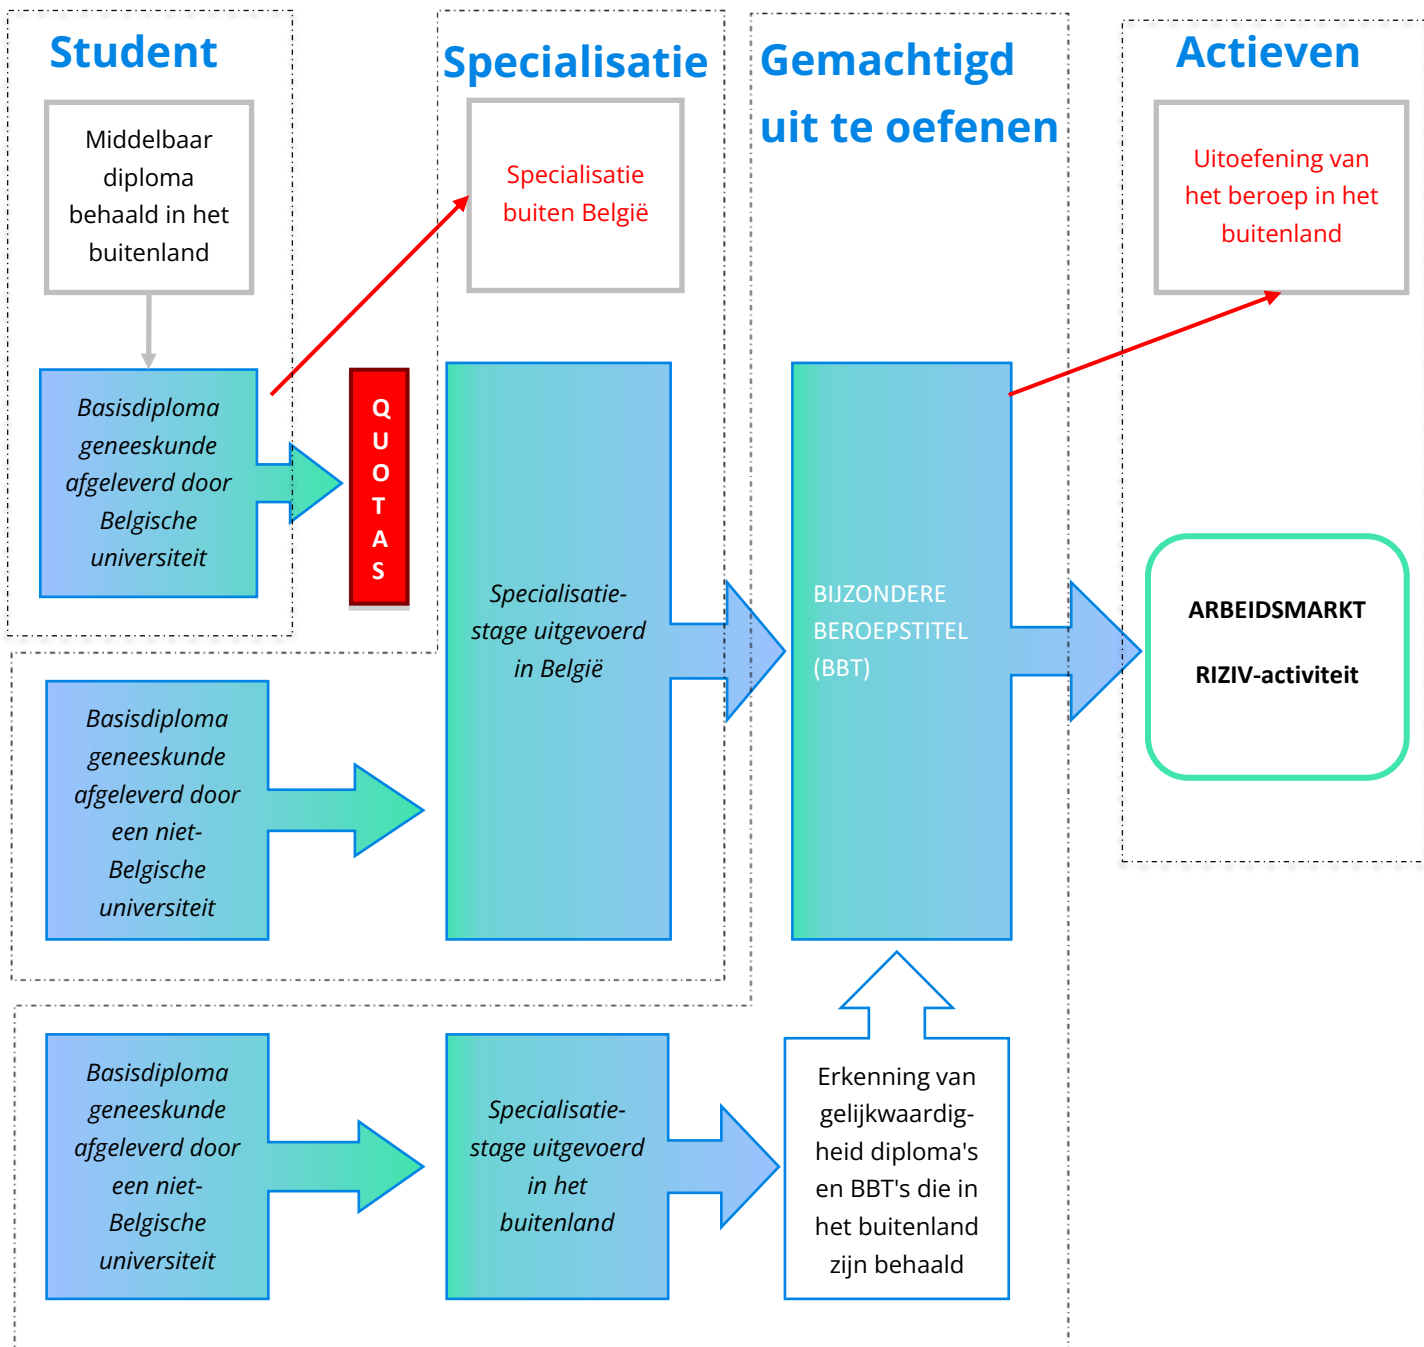 Student
Middelbaar
diploma
behaald in het
buitenland
Basisdiploma
geneeskunde
afgeleverd door
Belgische
universiteit
Q
U
O
T
A
S
Specialisatie
Specialisatie
buiten België
Specialisatie-
stage uitgevoerd
in België
Basisdiploma
geneeskunde
afgeleverd door
een niet-
Belgische
universiteit
Gemachtigd
uit te oefenen
BIJZONDERE
BEROEPSTITEL
(BBT)
Actieven
Uitoefening van
het beroep in het
buitenland
ARBEIDSMARKT
RIZIV-activiteit
Basisdiploma
geneeskunde
afgeleverd door
een niet-
Belgische
universiteit
Specialisatie-
stage uitgevoerd
in het
buitenland
Erkenning van
gelijkwaardig-
heid diploma's
en BBT's die in
het buitenland
zijn behaald